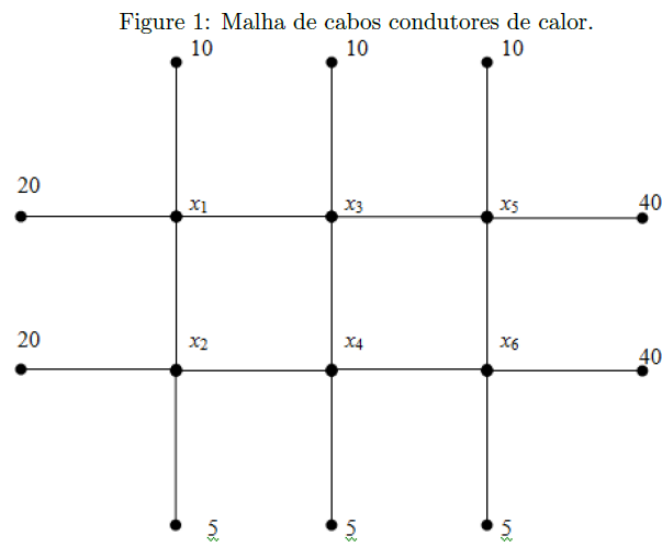 Figure 1: Malha de cabos condutores de calor.
10 10 10
20 x₁ x₃ x₅ 40
20 x₂ x₄ x₆ 40
5 5 5